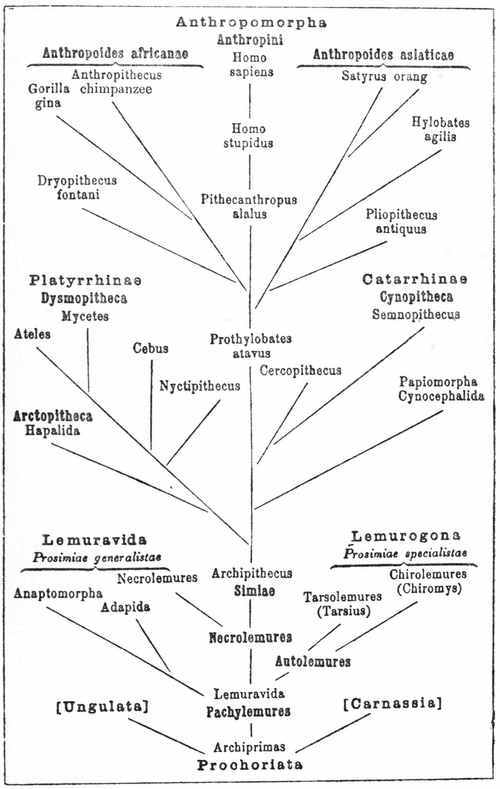 Anthropomorpha
Anthropini
Anthropoides africanae
Homo
sapiens
Anthropoides asiaticae
Anthropithecus
Gorilla chimpanzee
gina
Satyrus orang
Homo
stupidus
Hylobates
agilis
Dryopithecus
fontani
Pithecanthropus
alalus
Pliopithecus
antiquus
Platyrrhinae
Dysmopitheca
Mycetes
Catarrhinae
Cynopitheca
Semnopithecus
Ateles
Cebus
Prothylobates
atavus
Nyctipithecus
Cercopithecus
Papiomorpha
Cynocephalida
Arctopitheca
Hapalida
Lemuravida
Prosimiae generalistae
Lemurogona
Prosimiae specialistae
Necrolemures
Archipithecus
Simiae
Chirolemures
(Chiromys)
Anaptomorpha
Adapida
Tarsolemures
(Tarsius)
Necrolemures
Autolemures
Lemuravida
Pachylemures
[Ungulata]
[Carnassia]
Archiprimas
Prochoriata